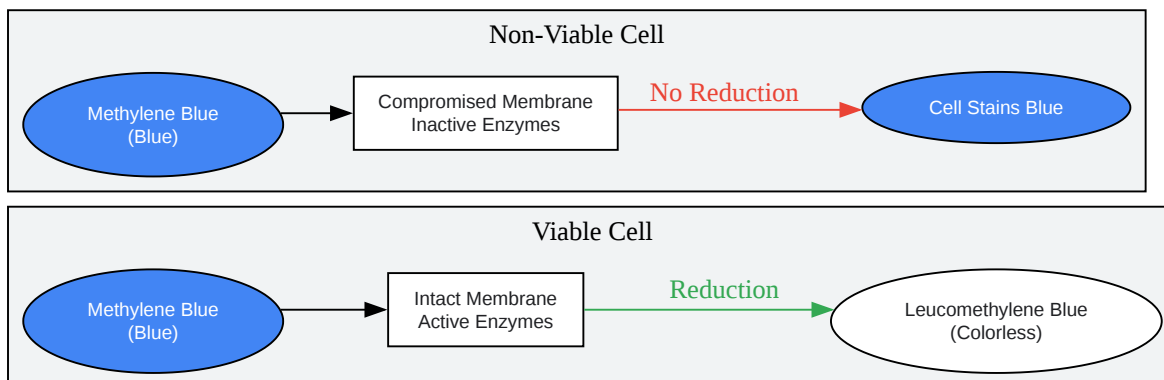 Non-Viable Cell
Methylene Blue
(Blue)
Compromised Membrane
Inactive Enzymes
No Reduction
Cell Stains Blue
Viable Cell
Methylene Blue
(Blue)
Intact Membrane
Active Enzymes
Reduction
Leucomethylene Blue
(Colorless)